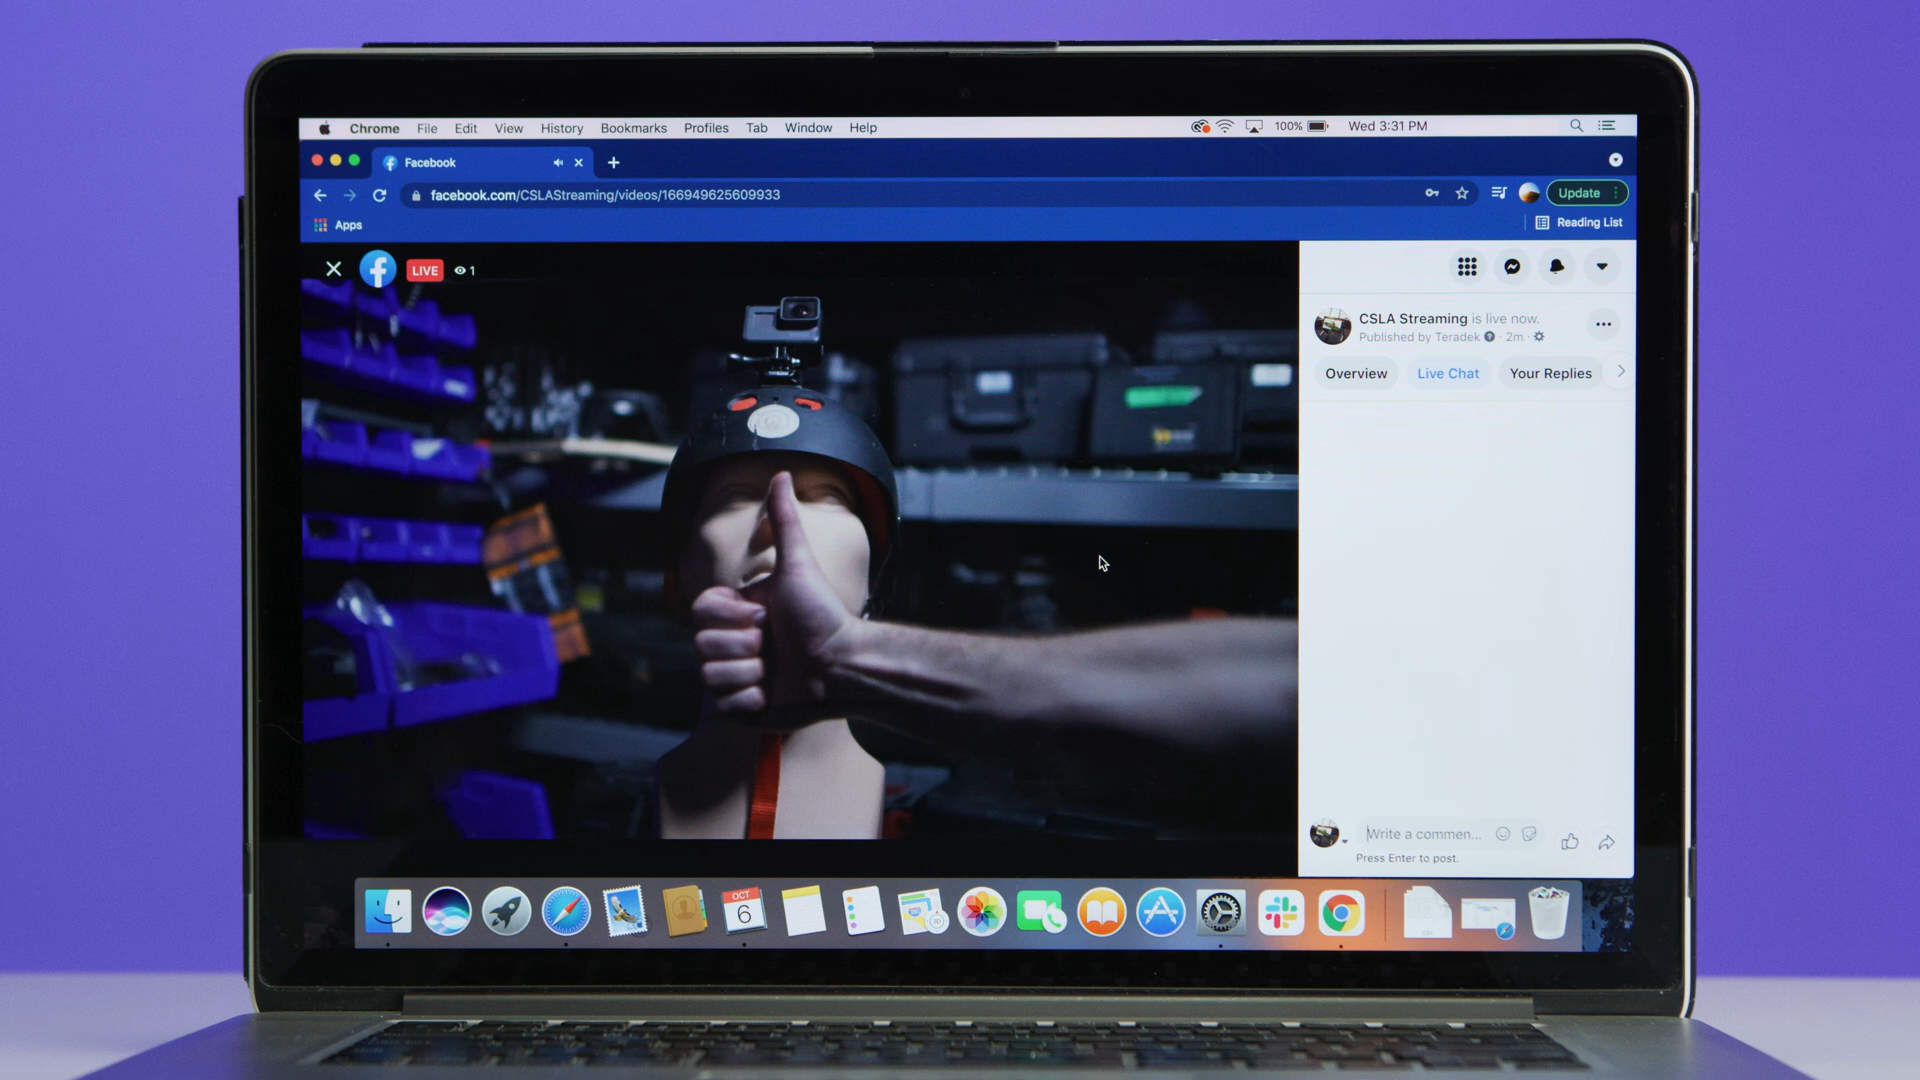 Chrome File Edit View History Bookmarks Profiles Tab Window Help 100% Wed 3:31 PM
Facebook
facebook.com/CSLAStreaming/videos/166949625609933 Update
Apps Reading List
LIVE 1
CSLA Streaming is live now.
Published by Teradek · 2m ·
Overview Live Chat Your Replies
Write a commen...
Press Enter to post.
OCT
6